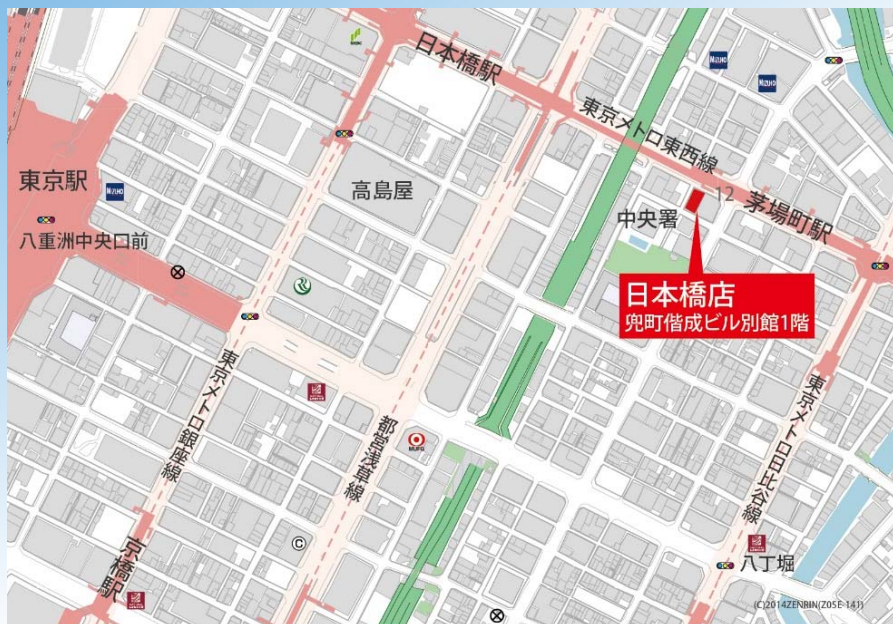 日本橋駅
東京メトロ東西線
MIZUHO
MIZUHO
東京駅
MIZUHO
高島屋
12
茅場町駅
中央署
八重洲中央口前
日本橋店
兜町偕成ビル別館1階
東京メトロ銀座線
都営浅草線
MUFG
東京メトロ日比谷線
京橋駅
C
八丁堀
(C)2014ZENRIN(Z05E-141)